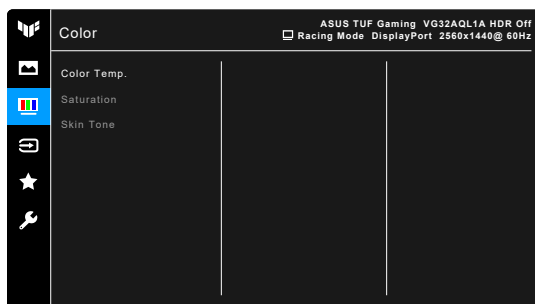 Color
ASUS TUF Gaming VG32AQL1A HDR Off
Racing Mode DisplayPort 2560x1440@ 60Hz
Color Temp.
Saturation
Skin Tone